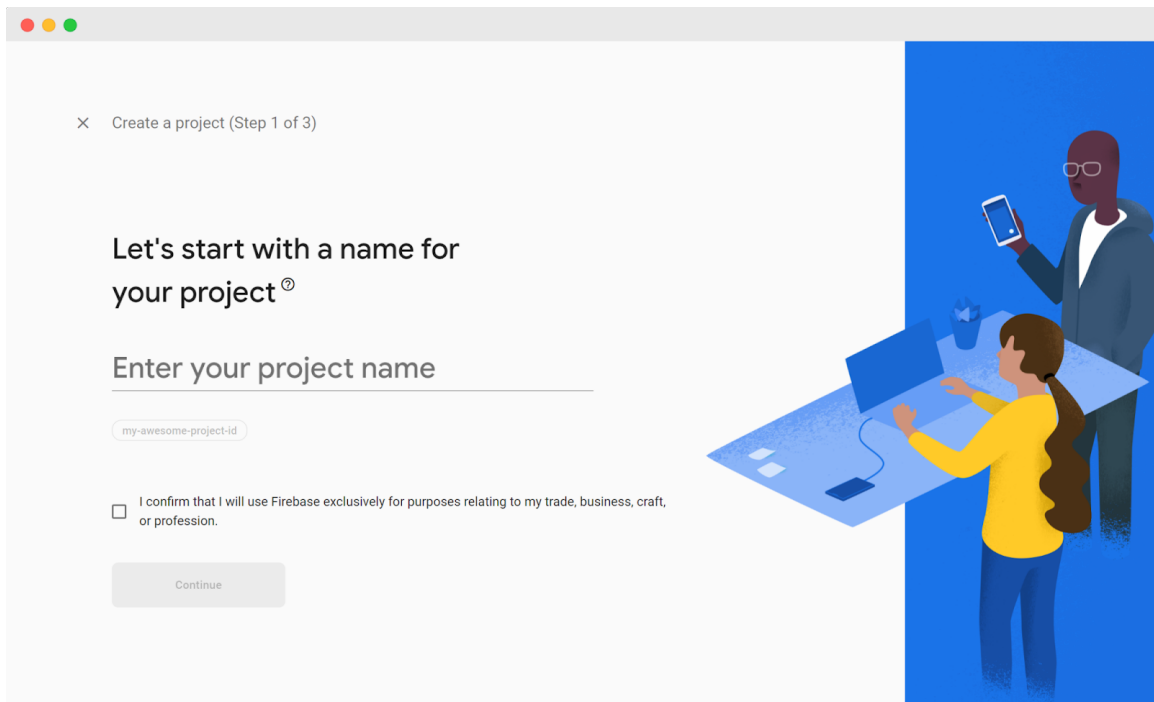 Create a project (Step 1 of 3)
Let's start with a name for
your project
Enter your project name
my-awesome-project-id
I confirm that I will use Firebase exclusively for purposes relating to my trade, business, craft,
or profession.
Continue